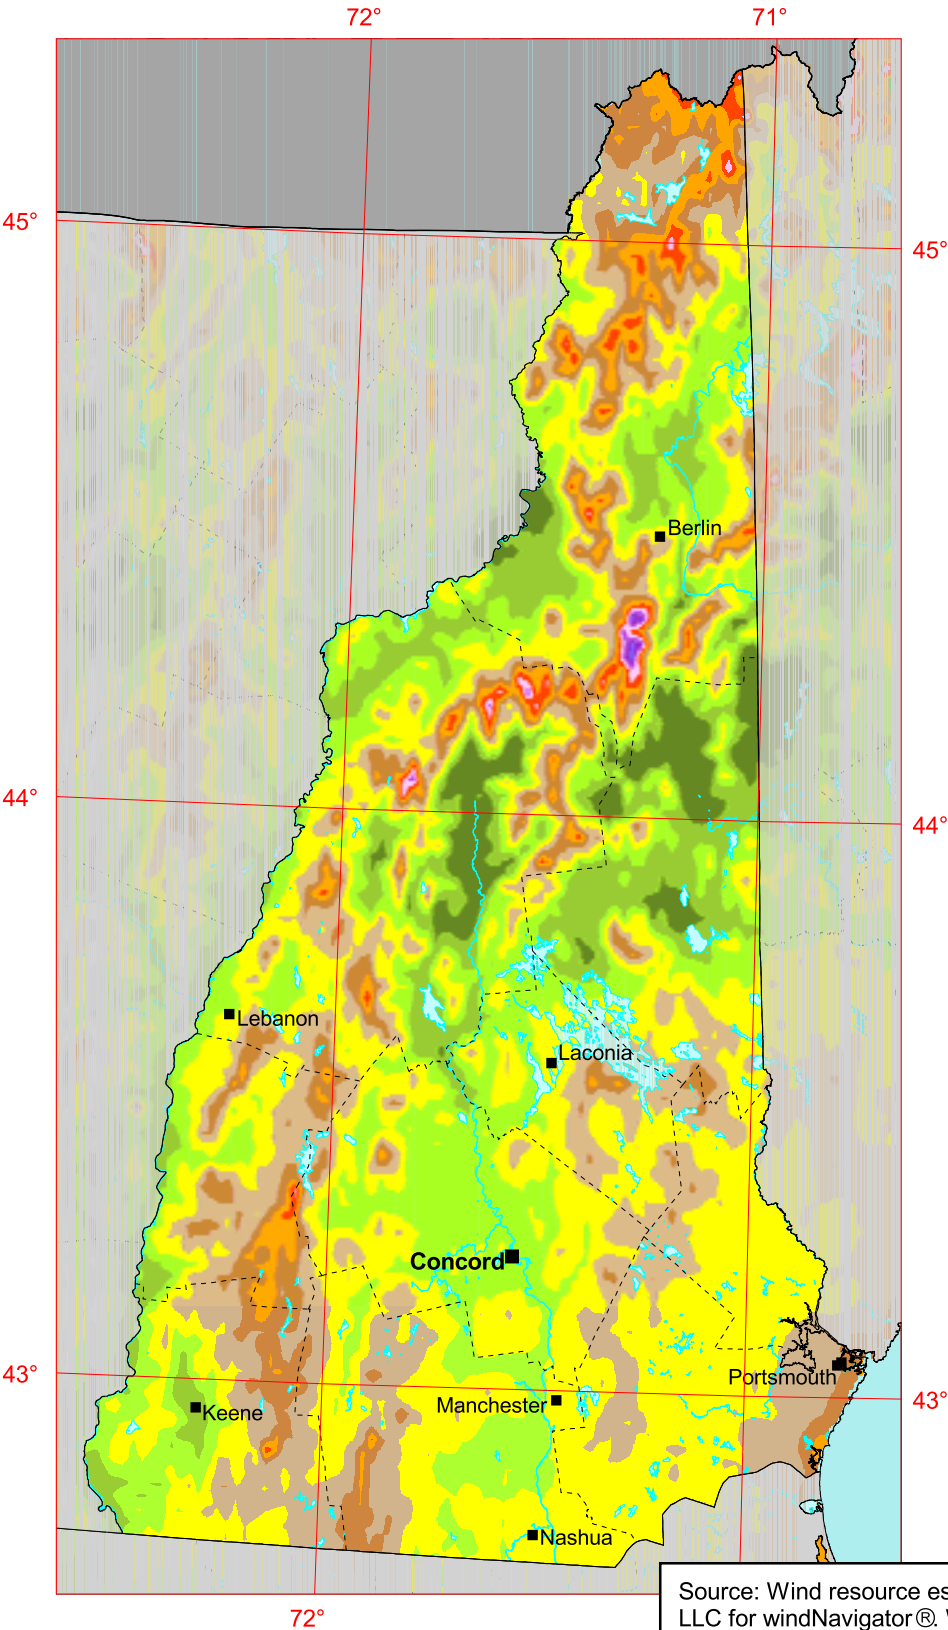 72° 71°
45°
45°
Berlin
44°
44°
Lebanon
Laconia
Concord
43°
Portsmouth
43°
Manchester
Keene
Nashua
Source: Wind resource es
LLC for windNavigator®.
72°